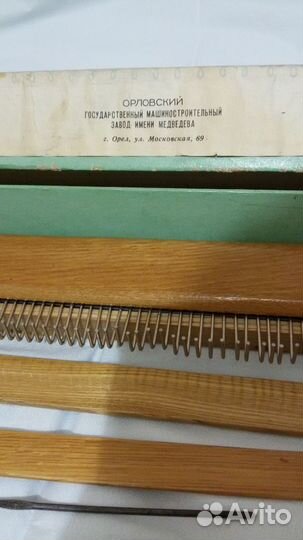 ОРЛОВСКИЙ
ГОСУДАРСТВЕННЫЙ МАШИНОСТРОИТЕЛЬНЫЙ
ЗАВОД ИМЕНИ МЕДВЕДЕВА
г. Орел, ул. Московская, 69
Avito